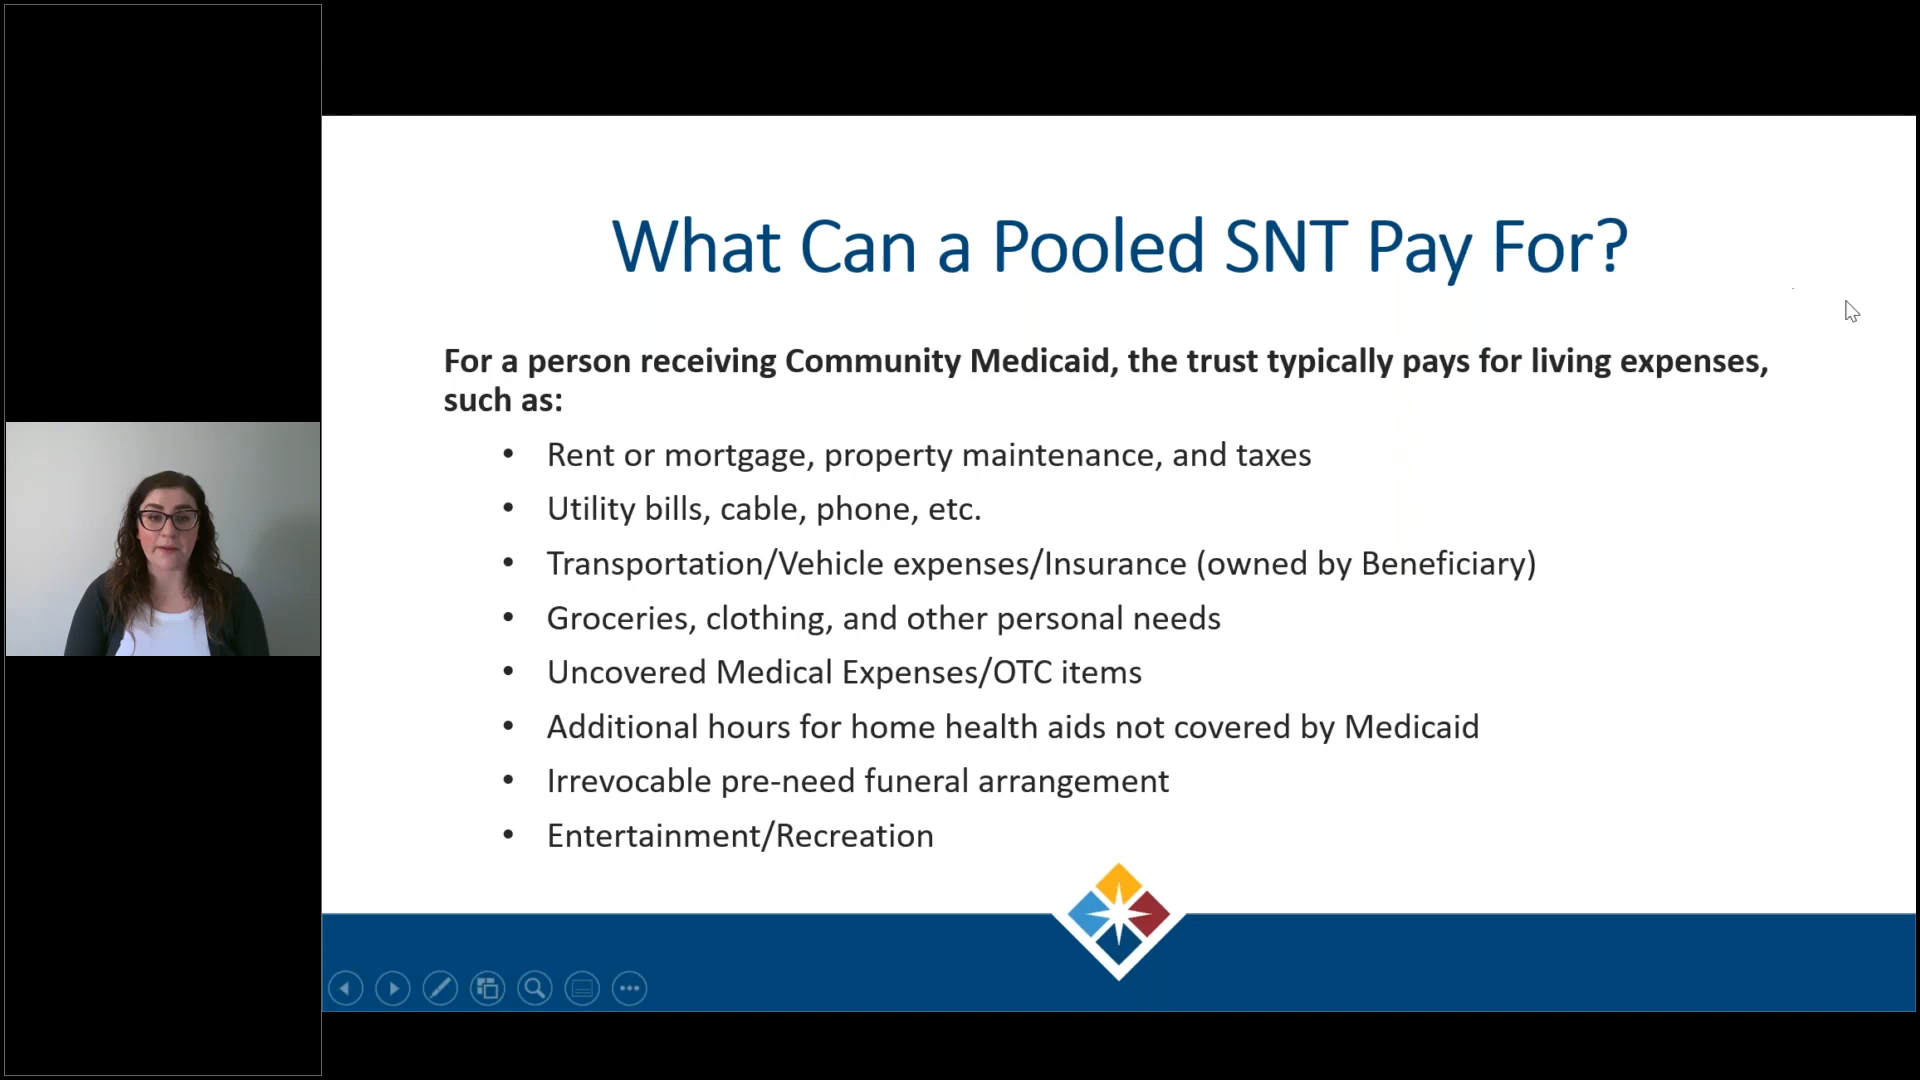 What Can a Pooled SNT Pay For?
For a person receiving Community Medicaid, the trust typically pays for living expenses,
such as:
• Rent or mortgage, property maintenance, and taxes
• Utility bills, cable, phone, etc.
• Transportation/Vehicle expenses/Insurance (owned by Beneficiary)
• Groceries, clothing, and other personal needs
• Uncovered Medical Expenses/OTC items
• Additional hours for home health aids not covered by Medicaid
• Irrevocable pre-need funeral arrangement
• Entertainment/Recreation